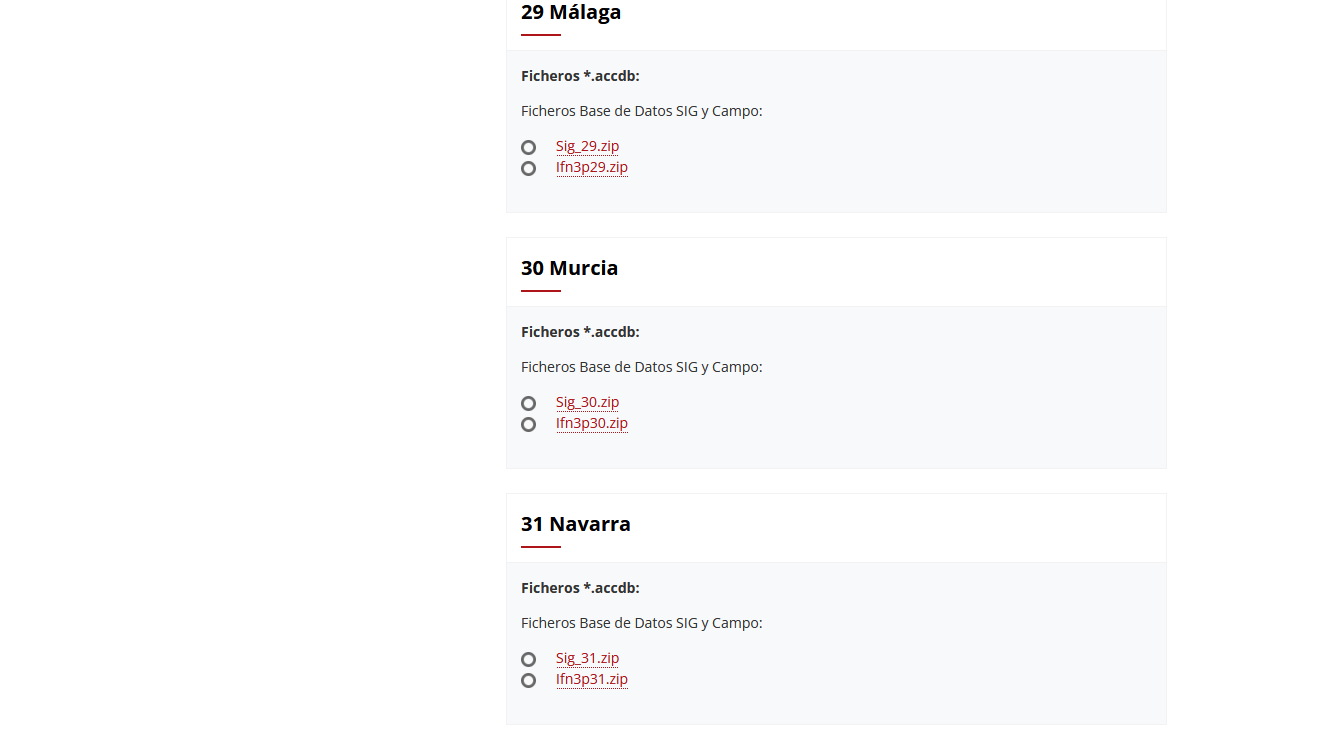 29 Málaga
Ficheros *.accdb:
Ficheros Base de Datos SIG y Campo:
Sig_29.zip
Ifn3p29.zip
30 Murcia
Ficheros *.accdb:
Ficheros Base de Datos SIG y Campo:
Sig_30.zip
Ifn3p30.zip
31 Navarra
Ficheros *.accdb:
Ficheros Base de Datos SIG y Campo:
Sig_31.zip
Ifn3p31.zip